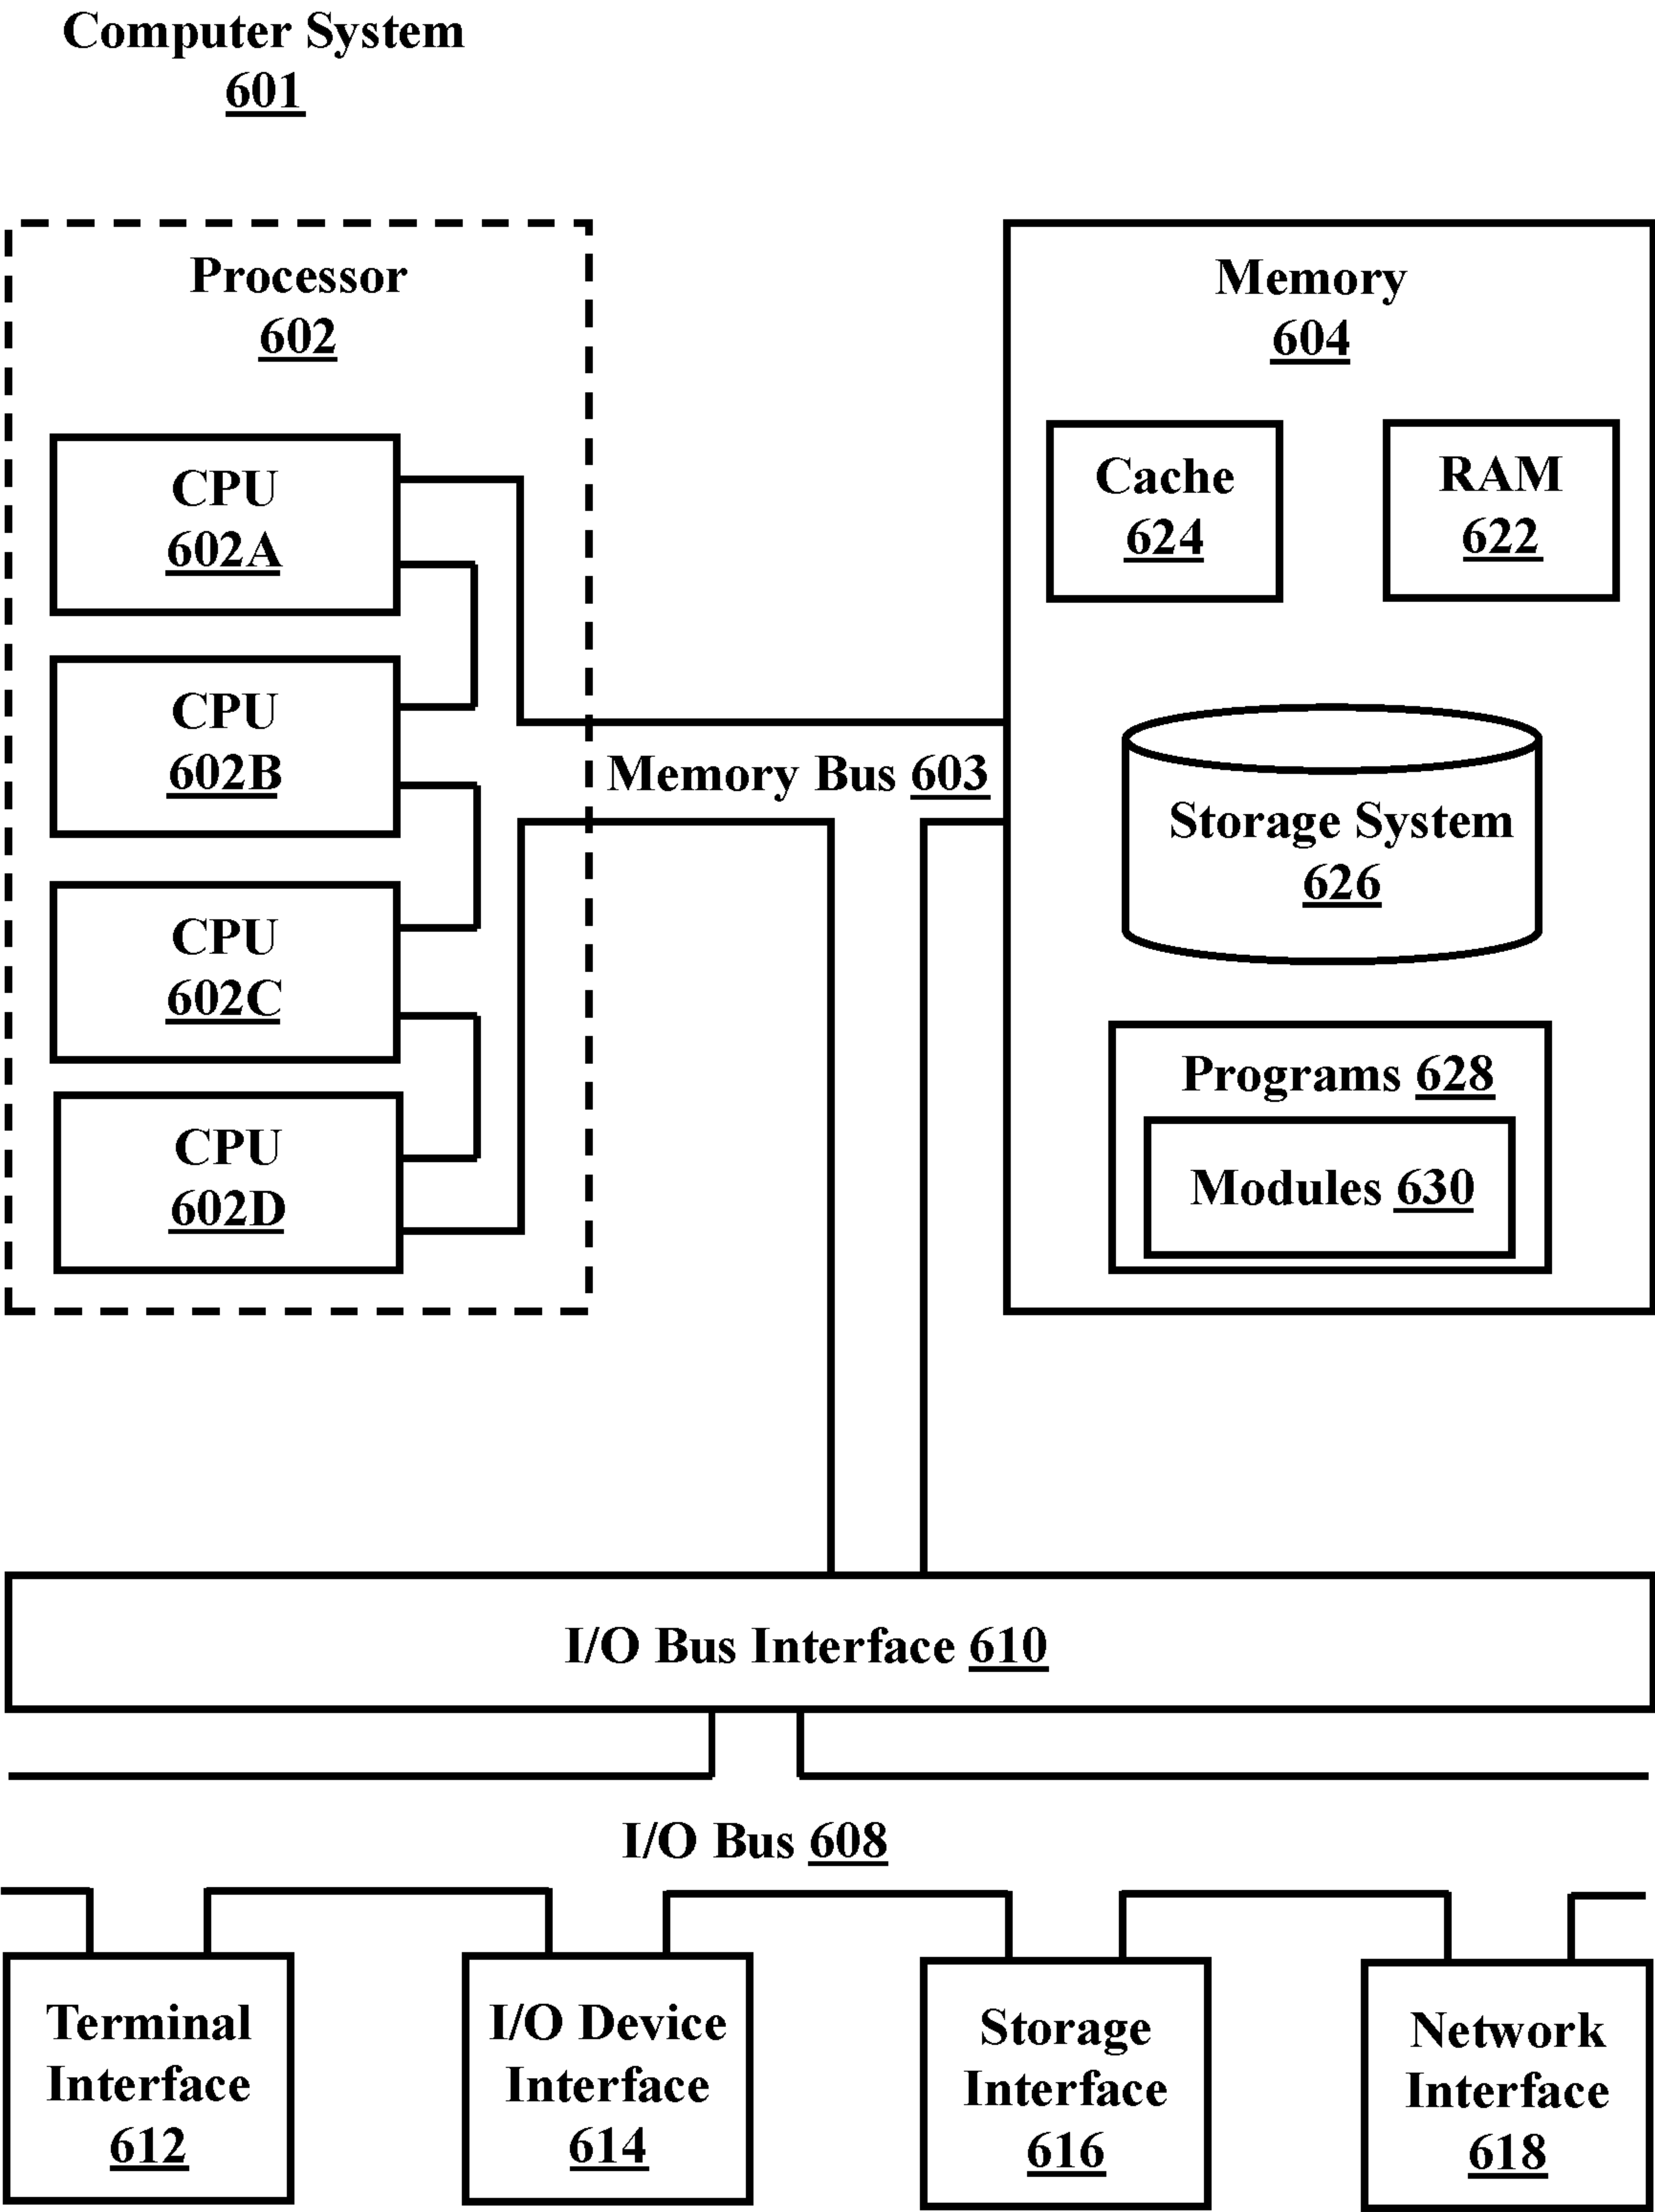 Computer System
601
Processor
602
CPU
602A
CPU
602B
CPU
602C
CPU
602D
Memory Bus 603
Memory
604
Cache
624
RAM
622
Storage System
626
Programs 628
Modules 630
I/O Bus Interface 610
I/O Bus 608
Terminal
Interface
612
I/O Device
Interface
614
Storage
Interface
616
Network
Interface
618